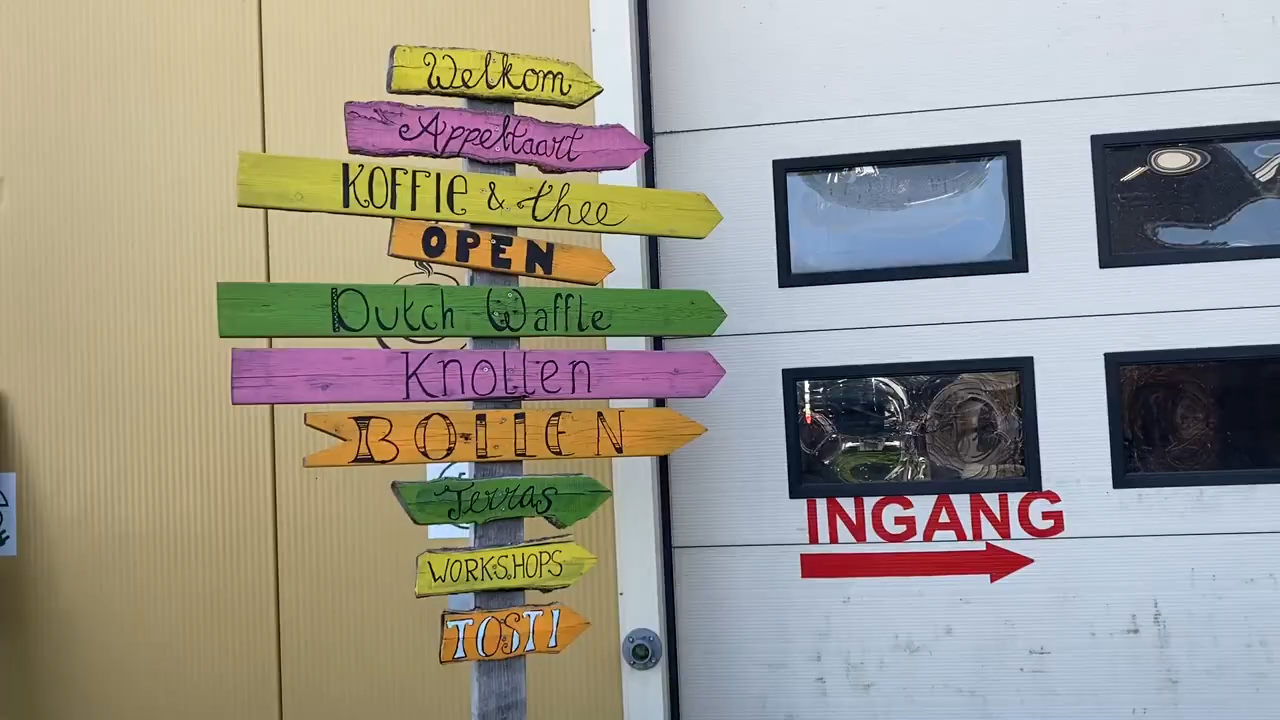 Welkom
Appeltaart
KOFFIE & thee
OPEN
Dutch Waffle
Knollen
BOLLEN
Terras
WORKSHOPS
TOSTI
INGANG